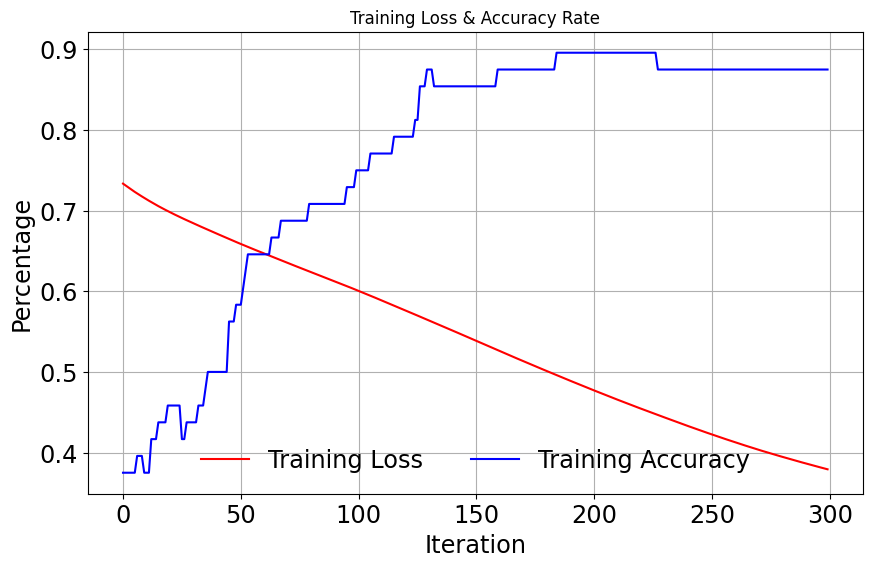 Training Loss & Accuracy Rate
Percentage
0.9
0.8
0.7
0.6
0.5
0.4
Training Loss Training Accuracy
0 50 100 150 200 250 300
Iteration